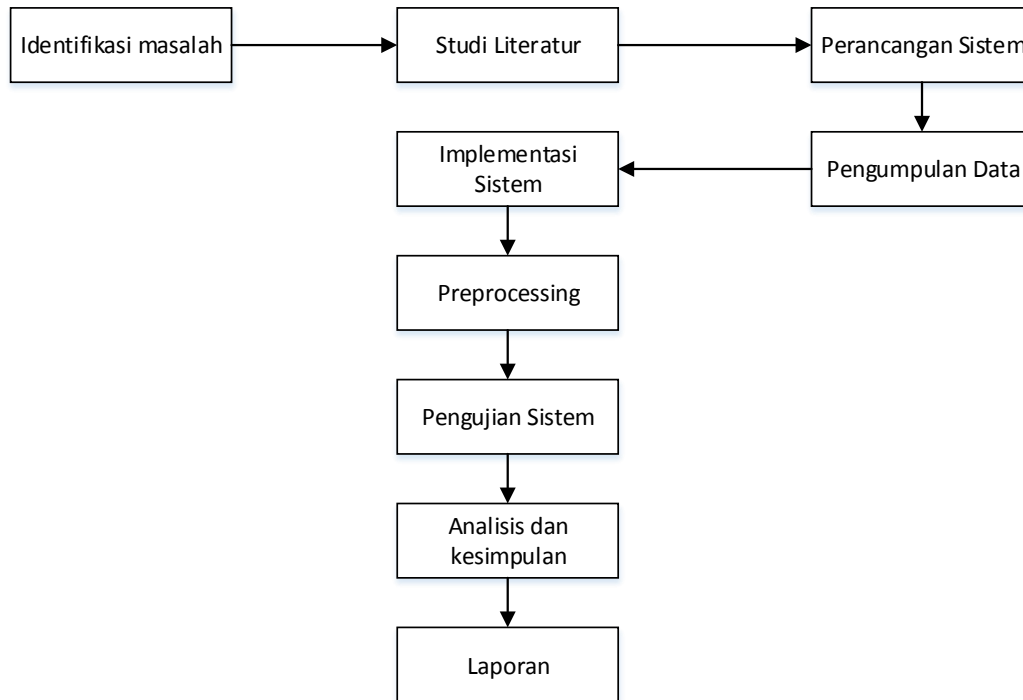 Identifikasi masalah
Studi Literatur
Perancangan Sistem
Implementasi
Sistem
Pengumpulan Data
Preprocessing
Pengujian Sistem
Analisis dan
kesimpulan
Laporan